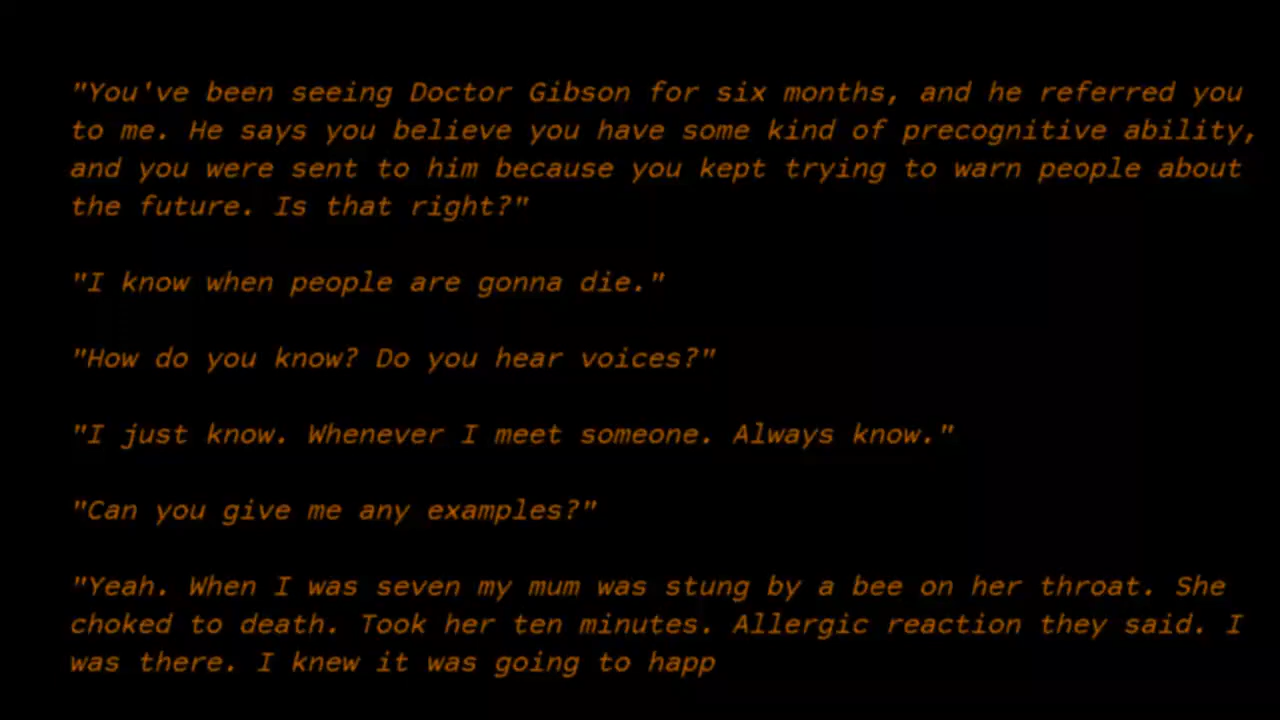 "You've been seeing Doctor Gibson for six months, and he referred you
to me. He says you believe you have some kind of precognitive ability,
and you were sent to him because you kept trying to warn people about
the future. Is that right?"
"I know when people are gonna die."
"How do you know? Do you hear voices?"
"I just know. Whenever I meet someone. Always know."
"Can you give me any examples?"
"Yeah. When I was seven my mum was stung by a bee on her throat. She
choked to death. Took her ten minutes. Allergic reaction they said. I
was there. I knew it was going to happ